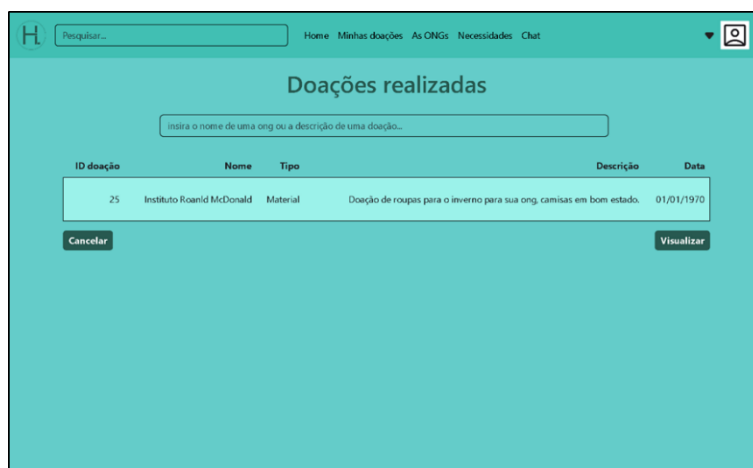 H.
Pesquisar...
Home Minhas doações As ONGs Necessidades Chat
Doações realizadas
insira o nome de uma ong ou a descrição de uma doação...
ID doação Nome Tipo Descrição Data
25 Instituto Roanld McDonald Material Doação de roupas para o inverno para sua ong, camisas em bom estado. 01/01/1970
Cancelar Visualizar